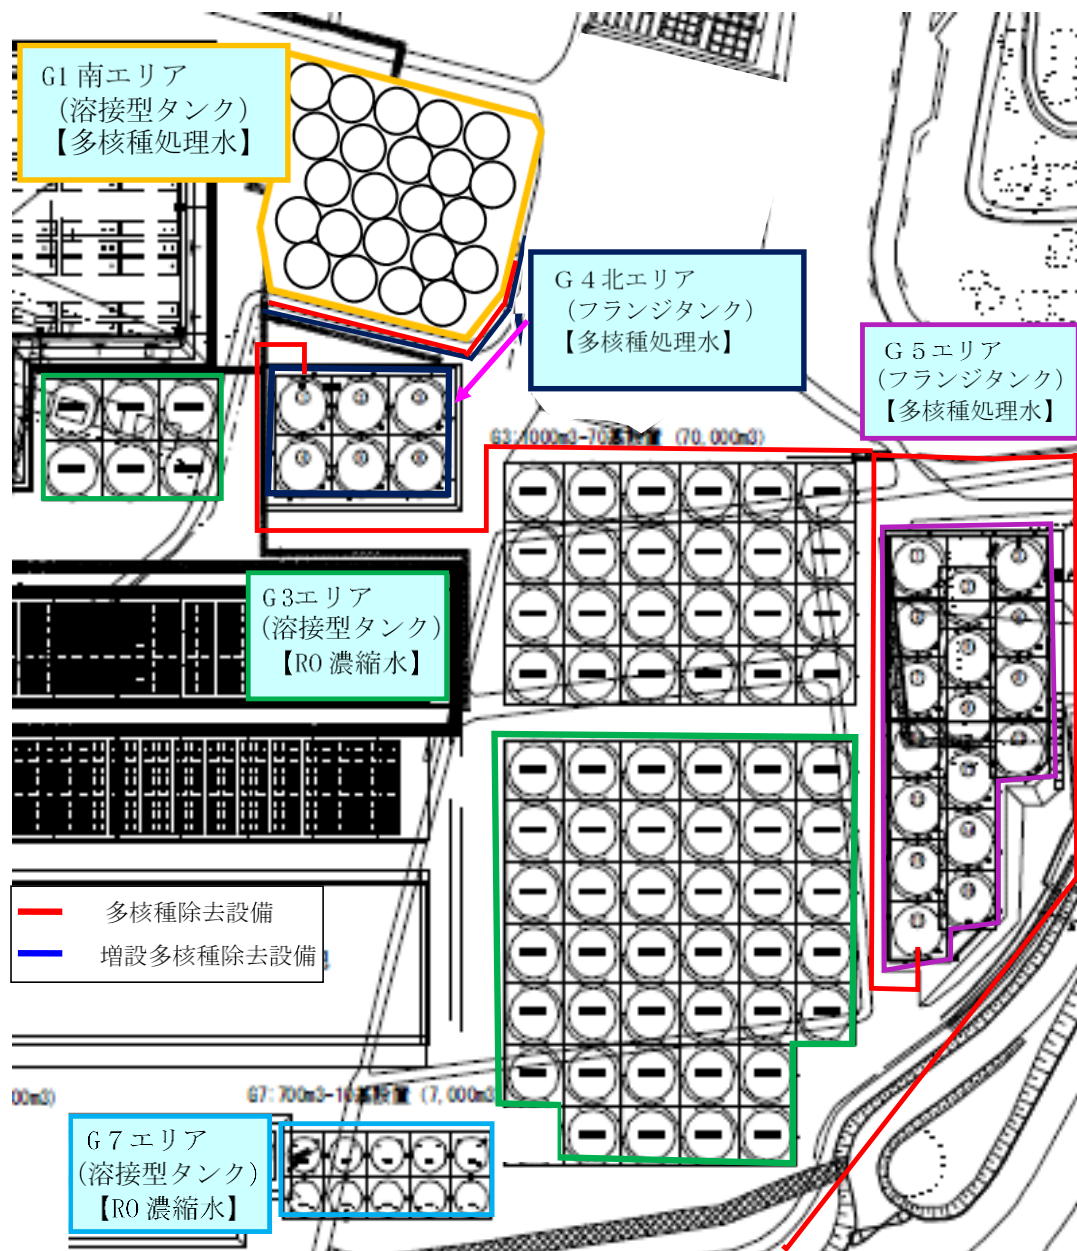 G1 南エリア
(溶接型タンク)
【多核種処理水】
G4北エリア
(フランジタンク)
【多核種処理水】
G5エリア
(フランジタンク)
【多核種処理水】
G3:1000m3-70基設置 (70,000m3)
G3エリア
(溶接型タンク)
【RO 濃縮水】
多核種除去設備
増設多核種除去設備
00m3)
G7:700m3-10基設置 (7,000m3
G7エリア
(溶接型タンク)
【RO 濃縮水】